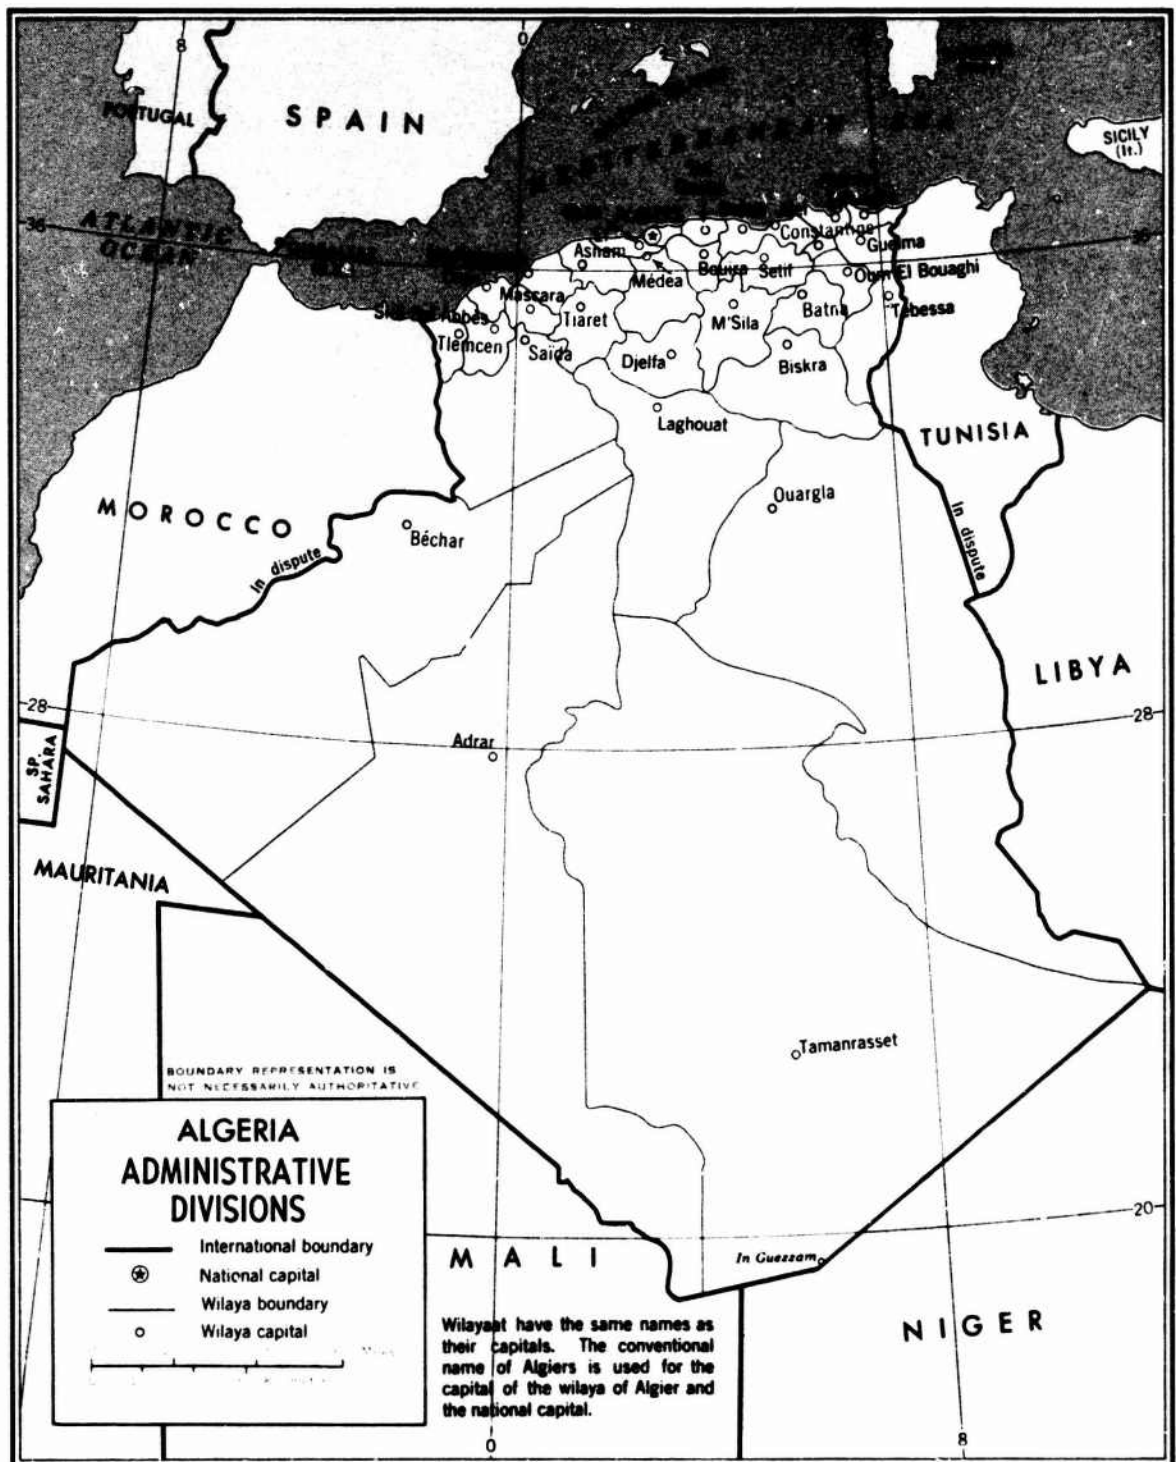 8
0
PORTUGAL
SPAIN
SICILY
(It.)
36
ATLANTIC
OCEAN
Constantine
Guelma
Asnam
Médea
Bouira
Setif
Oum El Bouaghi
Mascara
Tiaret
M'Sila
Batna
Tebessa
Tlemcen
Saïda
Djelfa
Biskra
Laghouat
TUNISIA
MOROCCO
Ouargla
Béchar
In dispute
In dispute
LIBYA
28
28
SP.
SAHARA
Adrar
MAURITANIA
Tamanrasset
BOUNDARY REPRESENTATION IS
NOT NECESSARILY AUTHORITATIVE
ALGERIA
ADMINISTRATIVE
DIVISIONS
International boundary
National capital
Wilaya boundary
Wilaya capital
20
MALI
In Guezzam
NIGER
Wilayaat have the same names as
their capitals. The conventional
name of Algiers is used for the
capital of the wilaya of Algier and
the national capital.
0
8